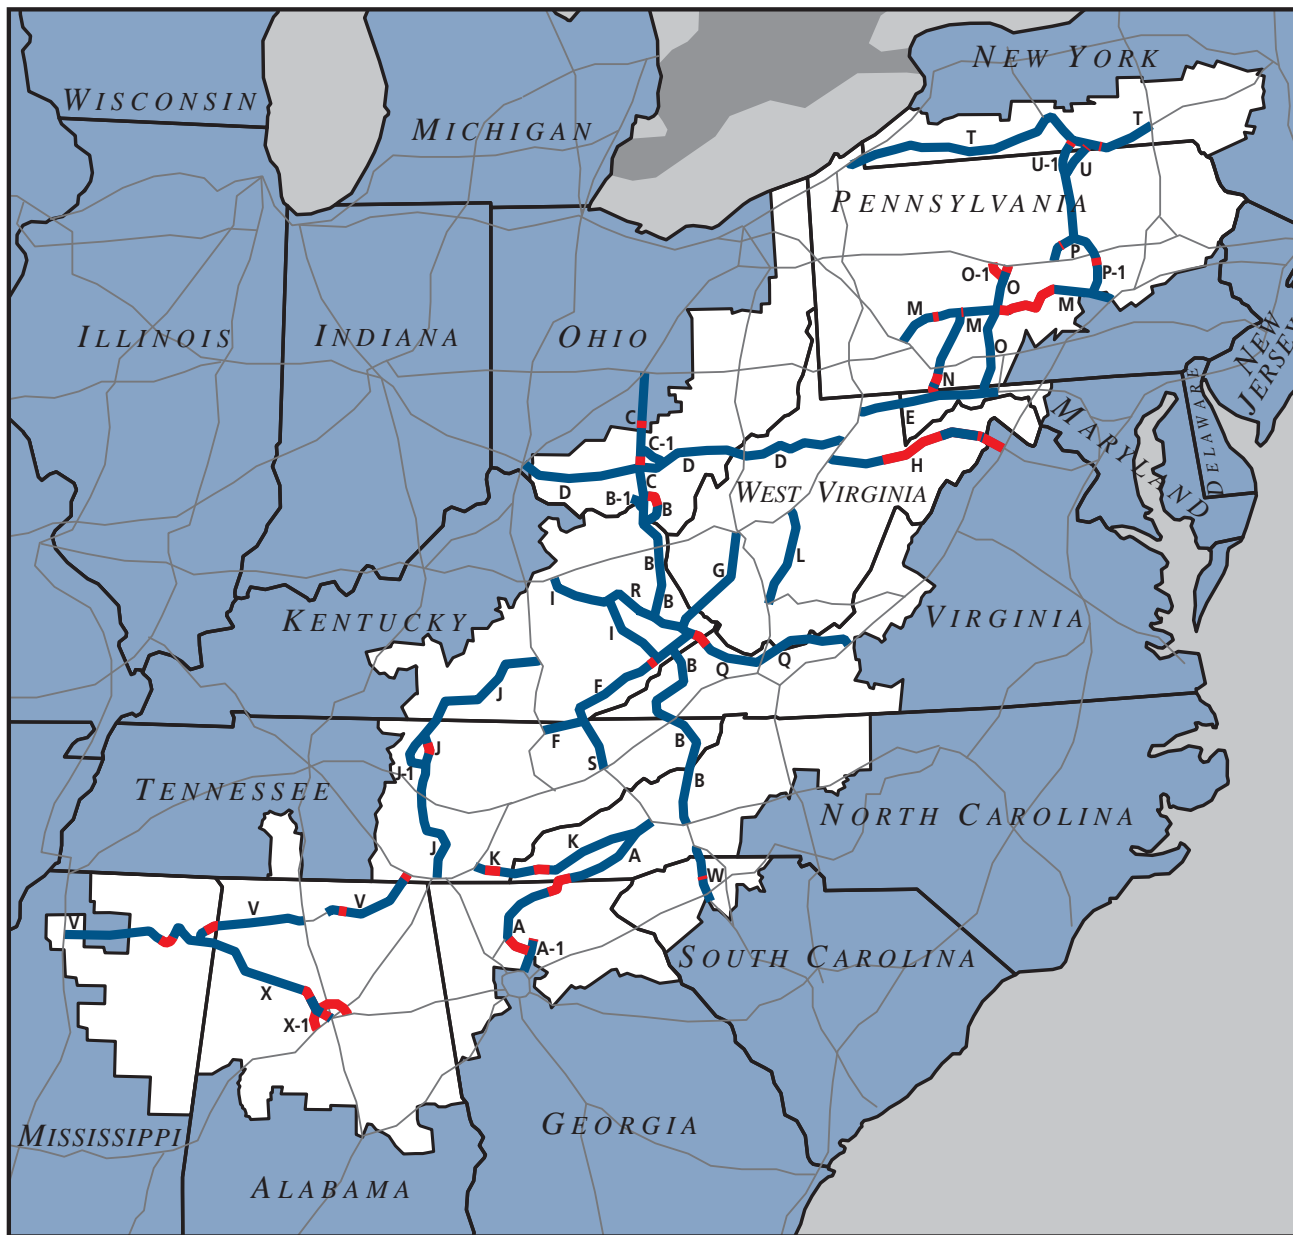 NEW YORK
WISCONSIN
MICHIGAN
T
T
U-1
U
PENNSYLVANIA
P
O-1
O
P-1
M
M
M
ILLINOIS
INDIANA
OHIO
NEW
JERSEY
O
N
DELAWARE
E
C
MARYLAND
C-1
D
D
H
D
C
DELAWARE
B-1
B
WEST VIRGINIA
L
B
G
I
R
B
KENTUCKY
VIRGINIA
I
B
Q
Q
F
J
F
B
J
S
J-1
B
TENNESSEE
NORTH CAROLINA
J
K
K
A
W
V
V
V
A
A-1
SOUTH CAROLINA
X
X-1
GEORGIA
MISSISSIPPI
ALABAMA